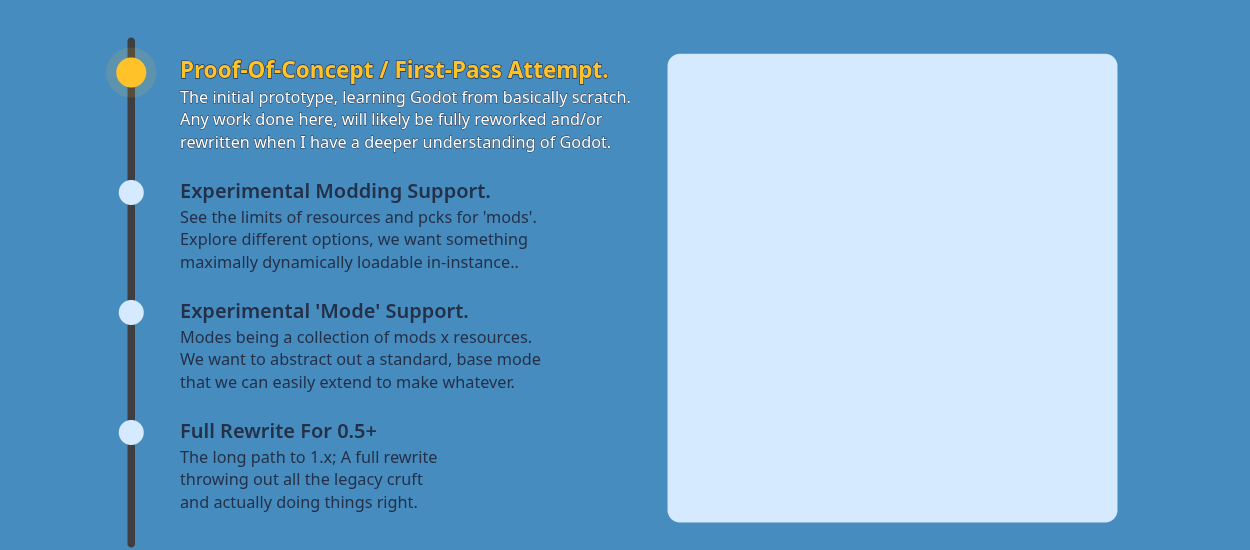 Proof-Of-Concept / First-Pass Attempt.
The initial prototype, learning Godot from basically scratch.
Any work done here, will likely be fully reworked and/or
rewritten when I have a deeper understanding of Godot.
Experimental Modding Support.
See the limits of resources and pcks for 'mods'.
Explore different options, we want something
maximally dynamically loadable in-instance..
Experimental 'Mode' Support.
Modes being a collection of mods x resources.
We want to abstract out a standard, base mode
that we can easily extend to make whatever.
Full Rewrite For 0.5+
The long path to 1.x; A full rewrite
throwing out all the legacy cruft
and actually doing things right.